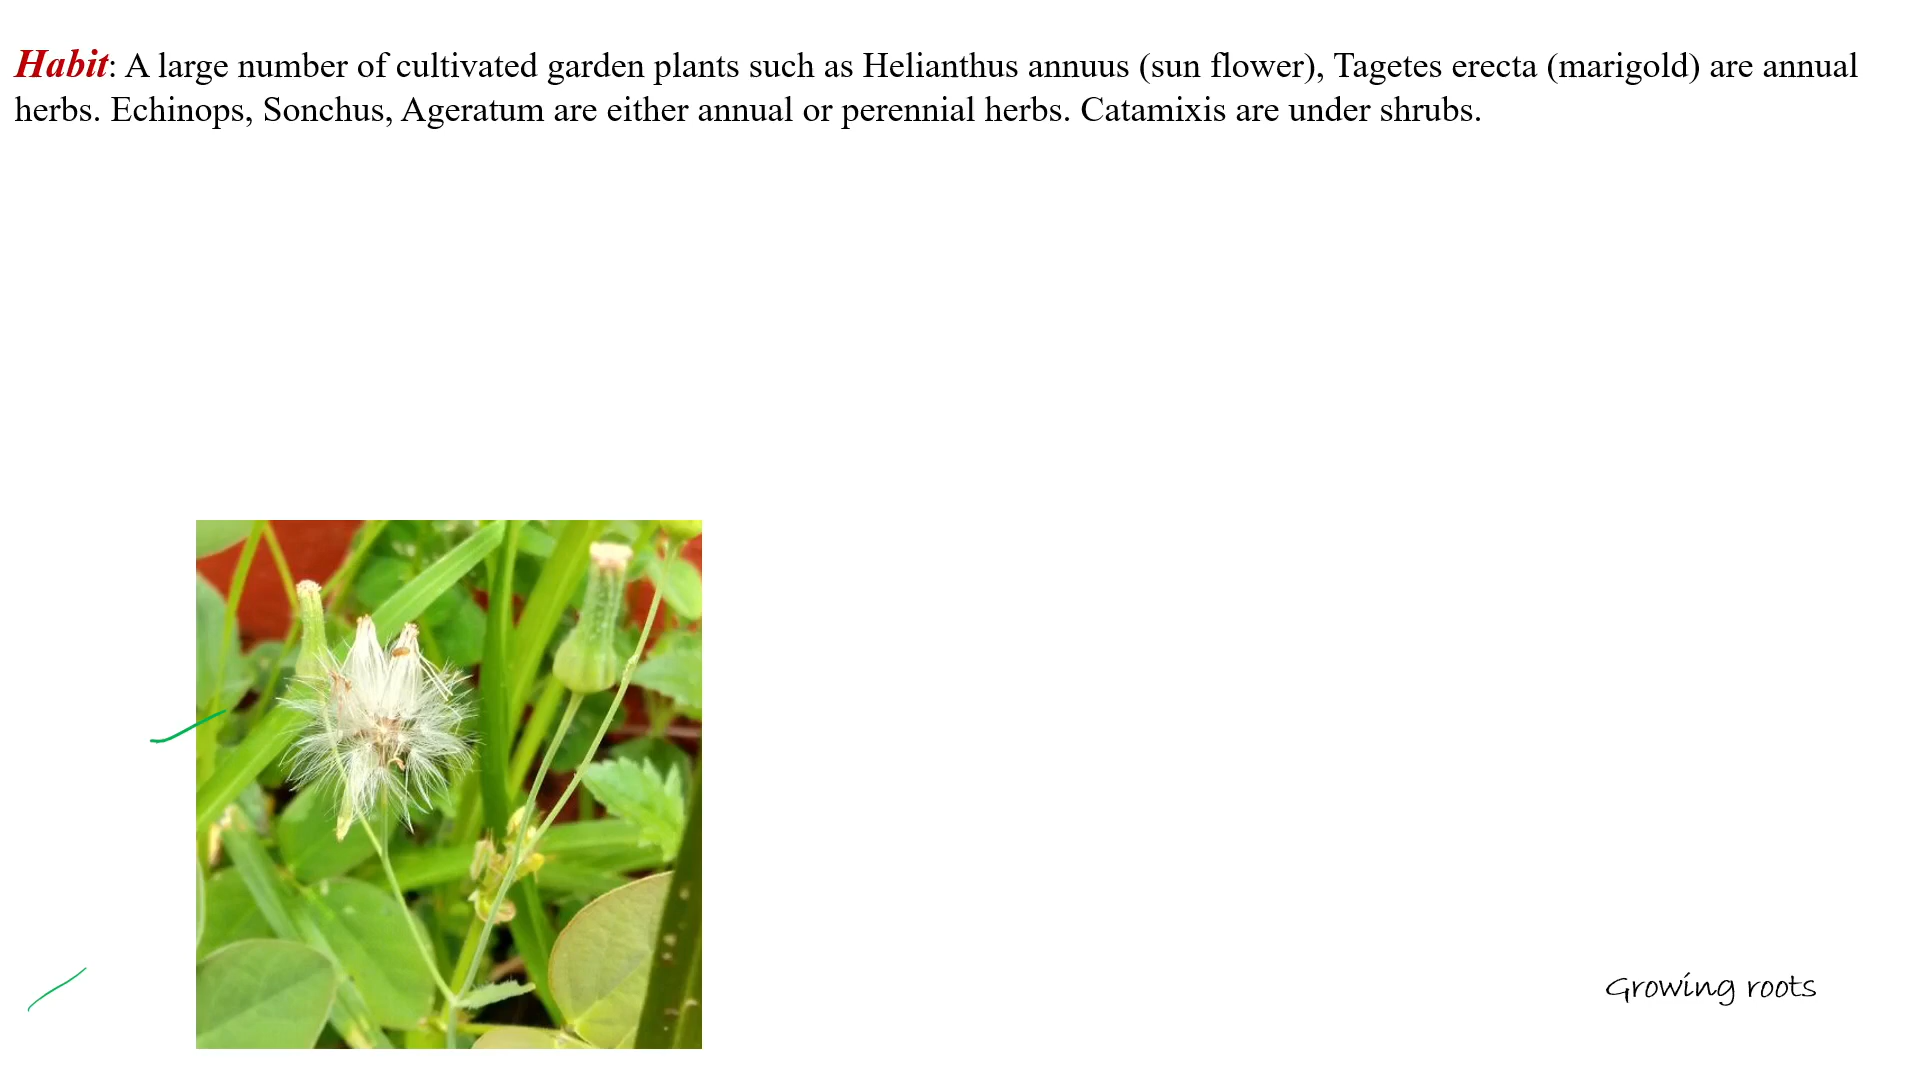 Habit: A large number of cultivated garden plants such as Helianthus annuus (sun flower), Tagetes erecta (marigold) are annual
herbs. Echinops, Sonchus, Ageratum are either annual or perennial herbs. Catamixis are under shrubs.
Growing roots